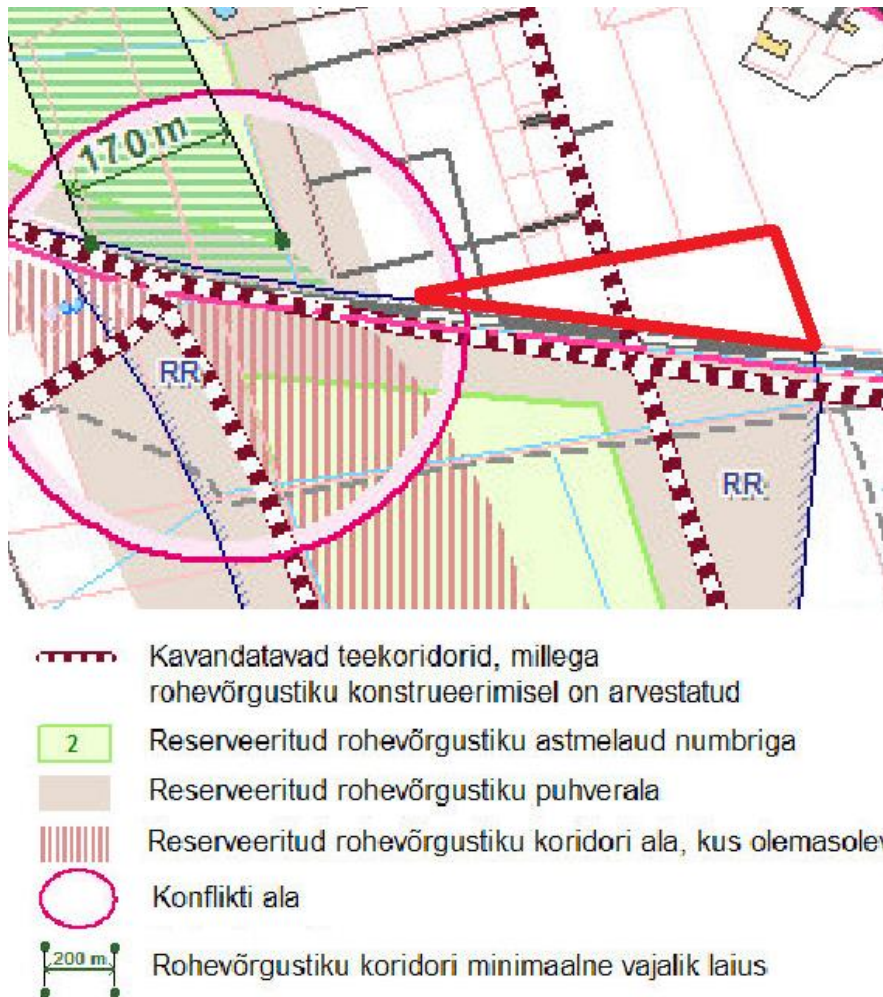 170 m
RR
RR
Kavandatavad teekoridorid, millega
rohevõrgustiku konstrueerimisel on arvestatud
2
Reserveeritud rohevõrgustiku astmelaud numbriga
Reserveeritud rohevõrgustiku puhverala
Reserveeritud rohevõrgustiku koridori ala, kus olemasolev
Konflikti ala
200 m
Rohevõrgustiku koridori minimaalne vajalik laius